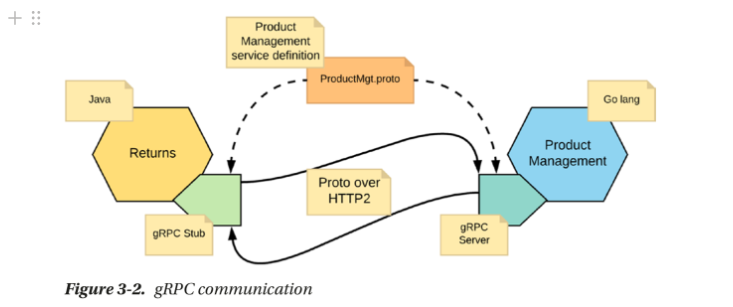 Product
Management
service definition
ProductMgt.proto
Java
Go lang
Returns
Product
Management
Proto over
HTTP2
gRPC Stub
gRPC
Server
Figure 3-2. gRPC communication